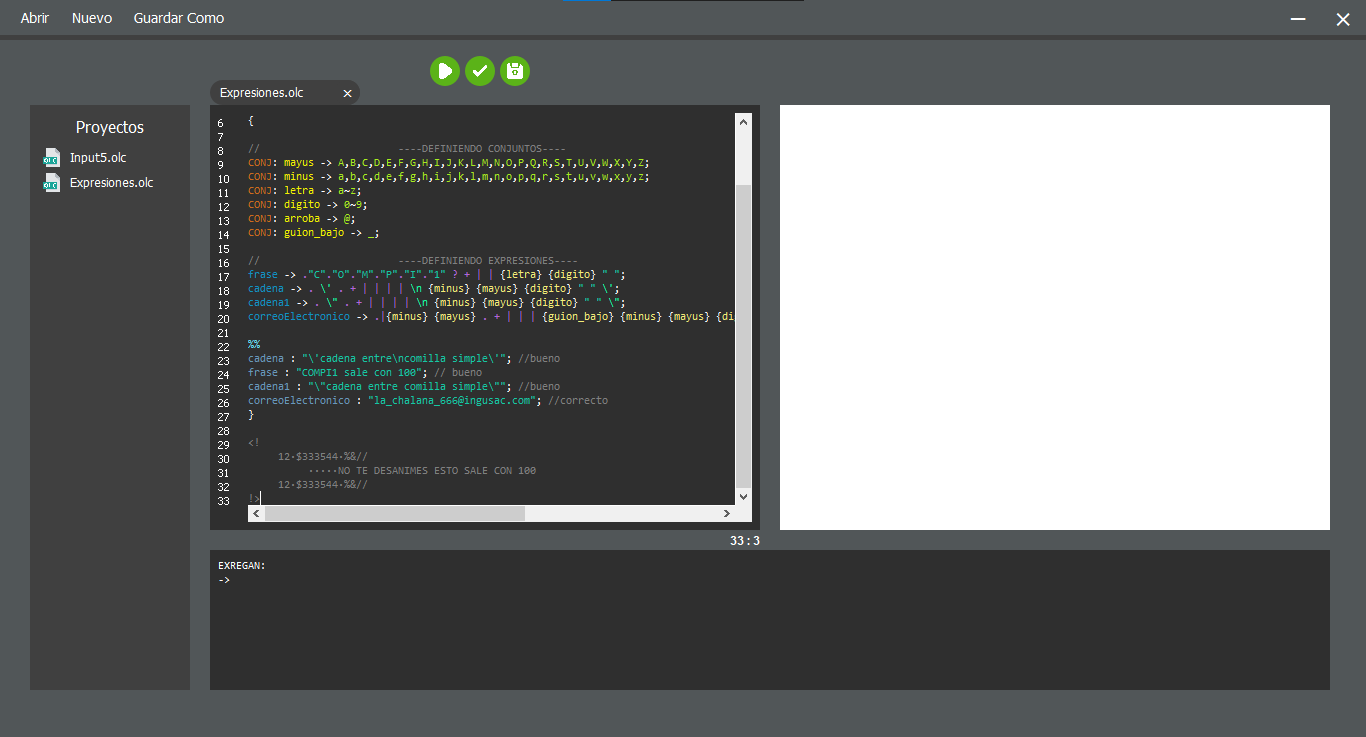 Abrir Nuevo Guardar Como
Expresiones.olc
Proyectos
Input5.olc
Expresiones.olc
6 {
7
8 // ----DEFINIENDO CONJUNTOS----
9 CONJ: mayus -> A,B,C,D,E,F,G,H,I,J,K,L,M,N,O,P,Q,R,S,T,U,V,W,X,Y,Z;
10 CONJ: minus -> a,b,c,d,e,f,g,h,i,j,k,l,m,n,o,p,q,r,s,t,u,v,w,x,y,z;
11 CONJ: letra -> a~z;
12 CONJ: digito -> 0~9;
13 CONJ: arroba -> @;
14 CONJ: guion_bajo -> _;
15
16 // ----DEFINIENDO EXPRESIONES----
17 frase -> ."C"."O"."M"."P"."I"."1" ? + | | {letra} {digito} " ";
18 cadena -> . \' . + | | | | \n {minus} {mayus} {digito} " " \';
19 cadena1 -> . \" . + | | | | \n {minus} {mayus} {digito} " " \";
20 correoElectronico -> .|{minus} {mayus} . + | | | {guion_bajo} {minus} {mayus} {di
21
22 %%
23 cadena : "\'cadena entre\ncomilla simple\'"; //bueno
24 frase : "COMPI1 sale con 100"; // bueno
25 cadena1 : "\"cadena entre comilla simple\""; //bueno
26 correoElectronico : "la_chalana_666@ingusac.com"; //correcto
27 }
28
29 <!
30 12·$333544·%&//
31 ·····NO TE DESANIMES ESTO SALE CON 100
32 12·$333544·%&//
33 !>
33:3
EXREGAN:
->